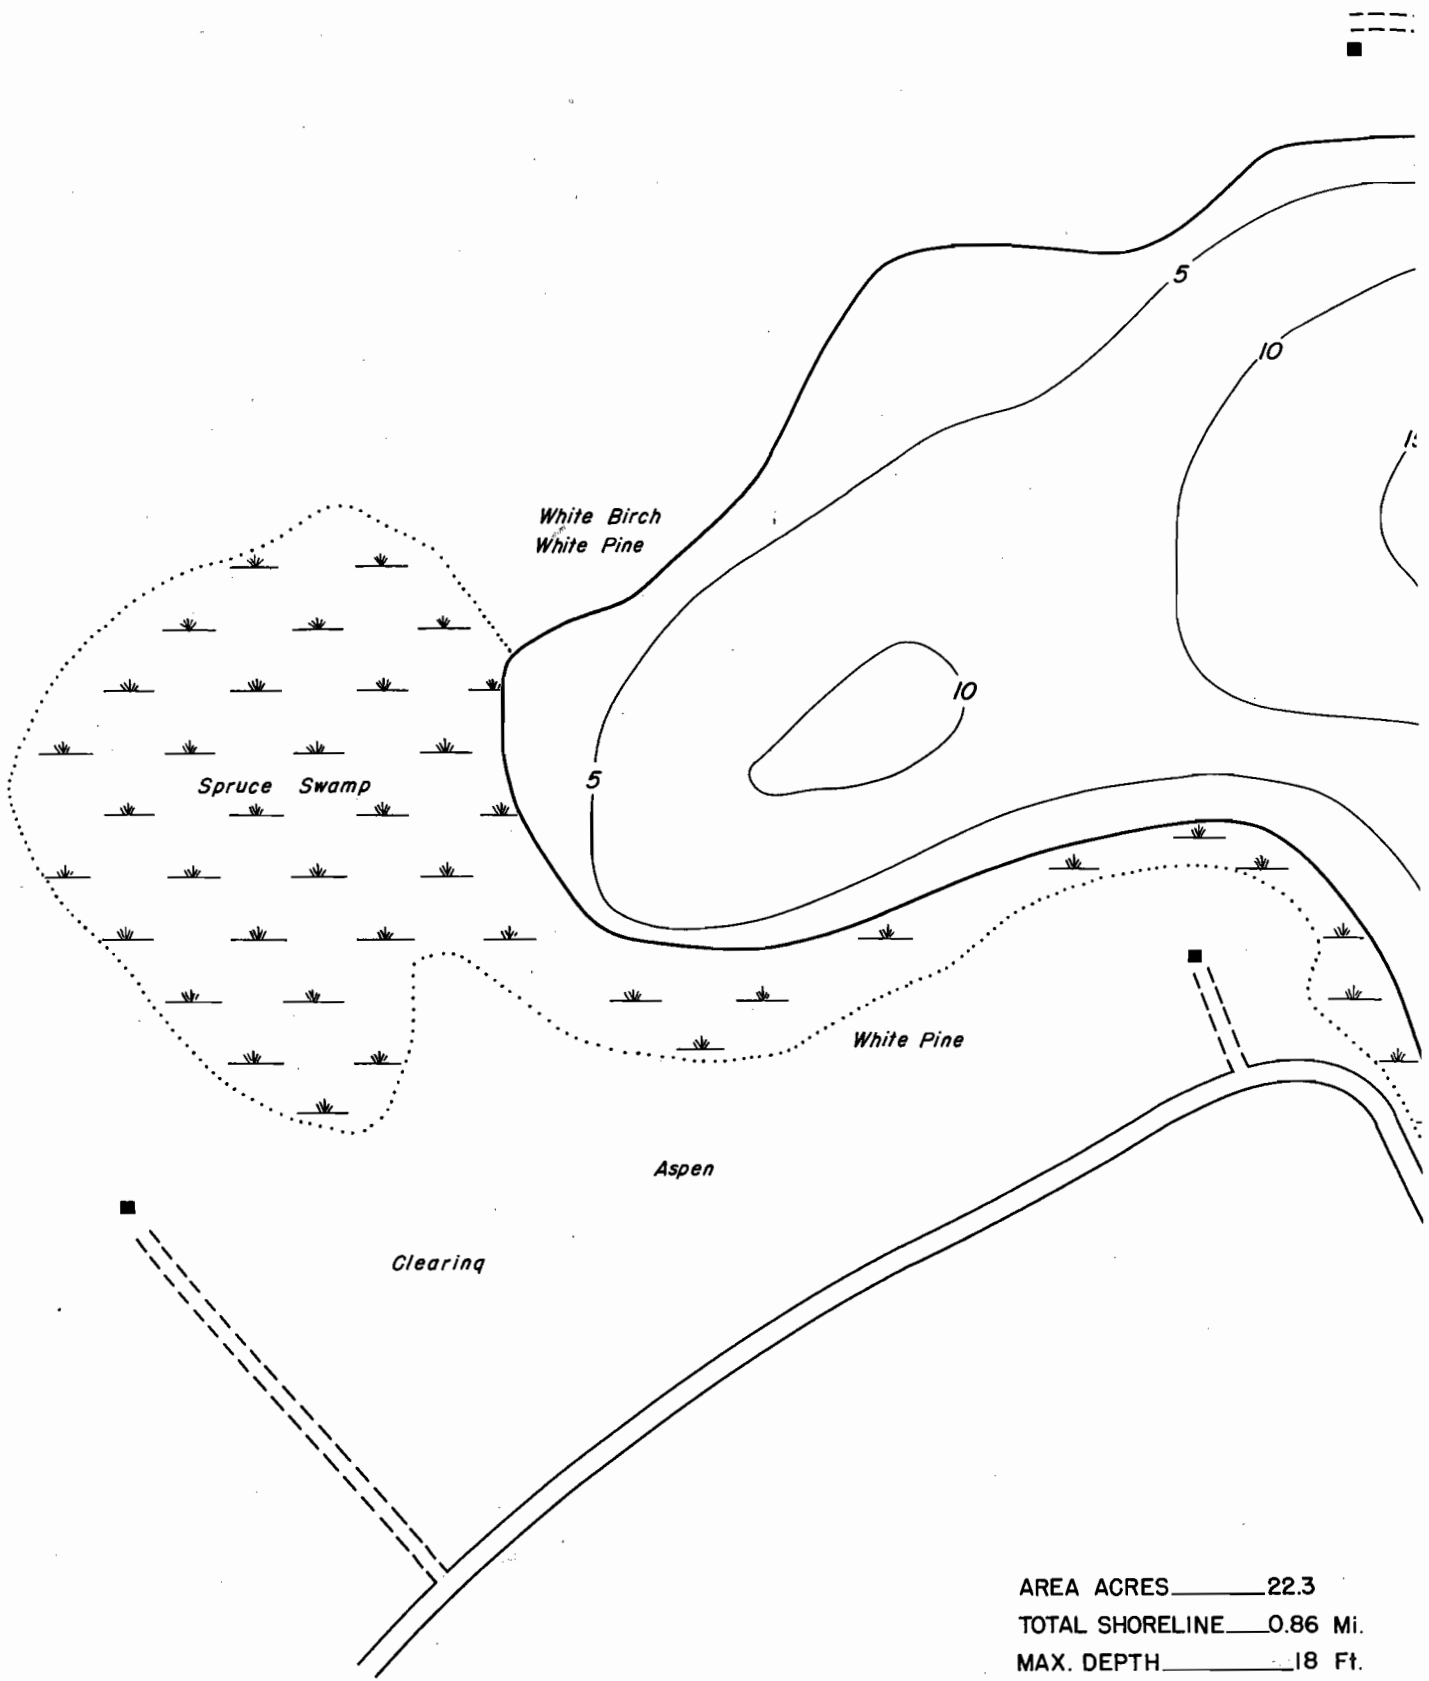 5
10
White Birch
White Pine
10
5
Spruce Swamp
White Pine
Aspen
Clearing
AREA ACRES 22.3
TOTAL SHORELINE 0.86 Mi.
MAX. DEPTH 18 Ft.